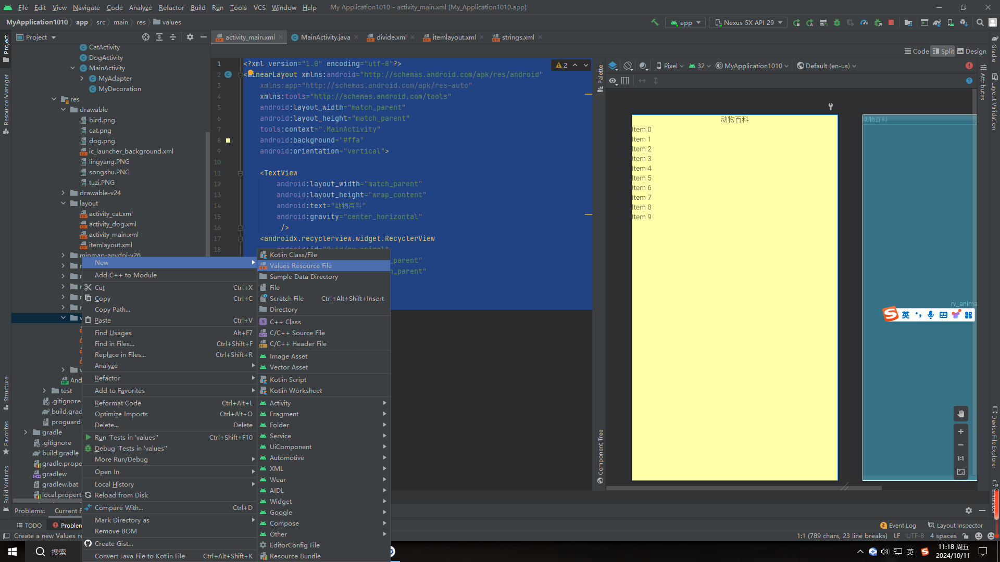 File Edit View Navigate Code Analyze Refactor Build Run Tools VCS Window Help My Application1010 - activity_main.xml [My_Application1010.app]
MyApplication1010 app src main res values
app Nexus 5X API 29
Project
activity_main.xml MainActivity.java divide.xml itemlayout.xml strings.xml
Code Split Design
CatActivity
DogActivity
MainActivity
MyAdapter
MyDecoration
res
drawable
bird.png
cat.png
dog.png
ic_launcher_background.xml
lingyang.PNG
songshu.PNG
tuzi.PNG
drawable-v24
layout
activity_cat.xml
activity_dog.xml
activity_main.xml
itemlayout.xml
mipmap-anydpi-v26
And
test
.gitignore
build.grad
proguard-
gradle
.gitignore
build.gradle
gradle.prope
gradlew
gradlew.bat
local.propert
1 <?xml version="1.0" encoding="utf-8"?>
2 <LinearLayout xmlns:android="http://schemas.android.com/apk/res/android"
3 xmlns:app="http://schemas.android.com/apk/res-auto"
4 xmlns:tools="http://schemas.android.com/tools"
5 android:layout_width="match_parent"
6 android:layout_height="match_parent"
7 tools:context=".MainActivity"
8 android:background="#ffa"
9 android:orientation="vertical">
10
11 <TextView
12 android:layout_width="match_parent"
13 android:layout_height="wrap_content"
14 android:text="动物百科"
15 android:gravity="center_horizontal"
16 />
17 <androidx.recyclerview.widget.RecyclerView
18 android:id="@+id/rv_animal"
_parent"
h_parent"
2
New
Add C++ to Module
Cut Ctrl+X
Copy Ctrl+C
Copy Path...
Paste Ctrl+V
Find Usages Alt+F7
Find in Files... Ctrl+Shift+F
Replace in Files... Ctrl+Shift+R
Analyze
Refactor
Add to Favorites
Reformat Code Ctrl+Alt+L
Optimize Imports Ctrl+Alt+O
Delete... Delete
Run 'Tests in 'values'' Ctrl+Shift+F10
Debug 'Tests in 'values''
More Run/Debug
Open In
Local History
Reload from Disk
Compare With... Ctrl+D
Mark Directory as
Remove BOM
Create Gist...
Convert Java File to Kotlin File Ctrl+Alt+Shift+K
Kotlin Class/File
Values Resource File
Sample Data Directory
File
Scratch File Ctrl+Alt+Shift+Insert
Directory
C++ Class
C/C++ Source File
C/C++ Header File
Image Asset
Vector Asset
Kotlin Script
Kotlin Worksheet
Activity
Fragment
Folder
Service
UiComponent
Automotive
XML
Wear
AIDL
Widget
Google
Compose
Other
EditorConfig File
Resource Bundle
Pixel 32 MyApplication1010 Default (en-us)
动物百科
Item 0
Item 1
Item 2
Item 3
Item 4
Item 5
Item 6
Item 7
Item 8
Item 9
动物百科
rv_anima
英
1:1
Palette
Component Tree
Attributes
Gradle
Layout Validation
Device File Explorer
Emulator
Project
Resource Manager
Structure
Favorites
Build Variants
Problems: Current F
TODO Problen
3 Event Log Layout Inspector
Create a new Values re
1:1 (789 chars, 23 line breaks) LF UTF-8 4 spaces
搜索
英
11:18 周五
2024/10/11